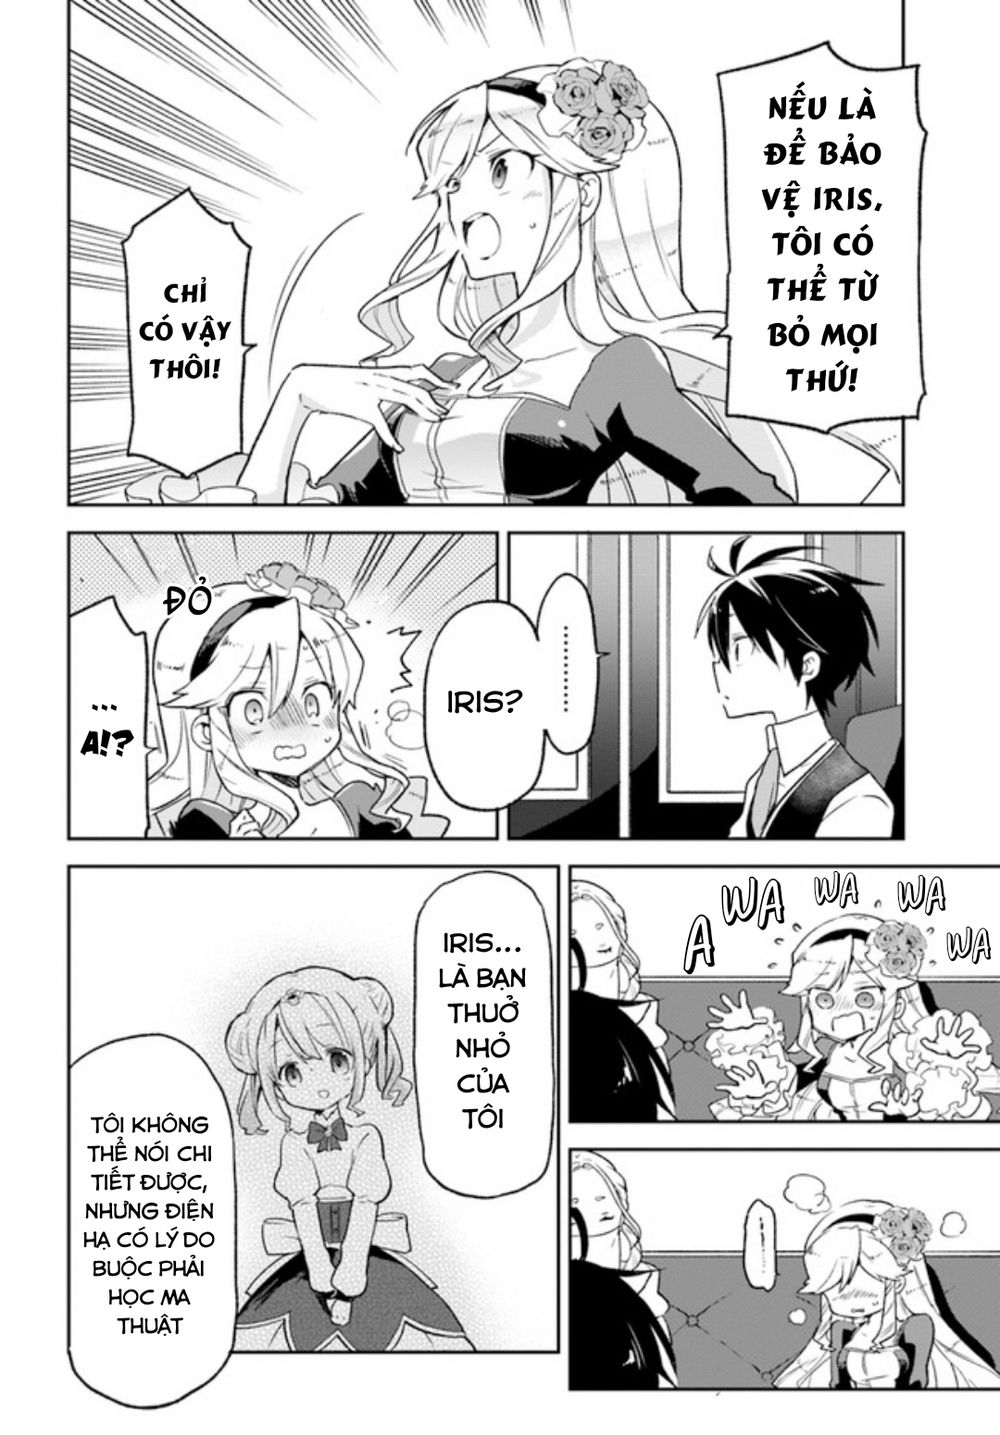 NẾU LÀ
ĐỂ BẢO
VỆ IRIS,
TÔI CÓ
THỂ TỪ
BỎ MỌI
THỨ!
CHỈ
CÓ VẬY
THÔI!
.........
IRIS?
ĐỎ
...
A!?
A WA WA WA WA
......
IRIS...
LÀ BẠN
THUỞ
NHỎ
CỦA
TÔI
TÔI KHÔNG
THỂ NÓI CHI
TIẾT ĐƯỢC,
NHƯNG ĐIỆN
HẠ CÓ LÝ DO
BUỘC PHẢI
HỌC MA
THUẬT